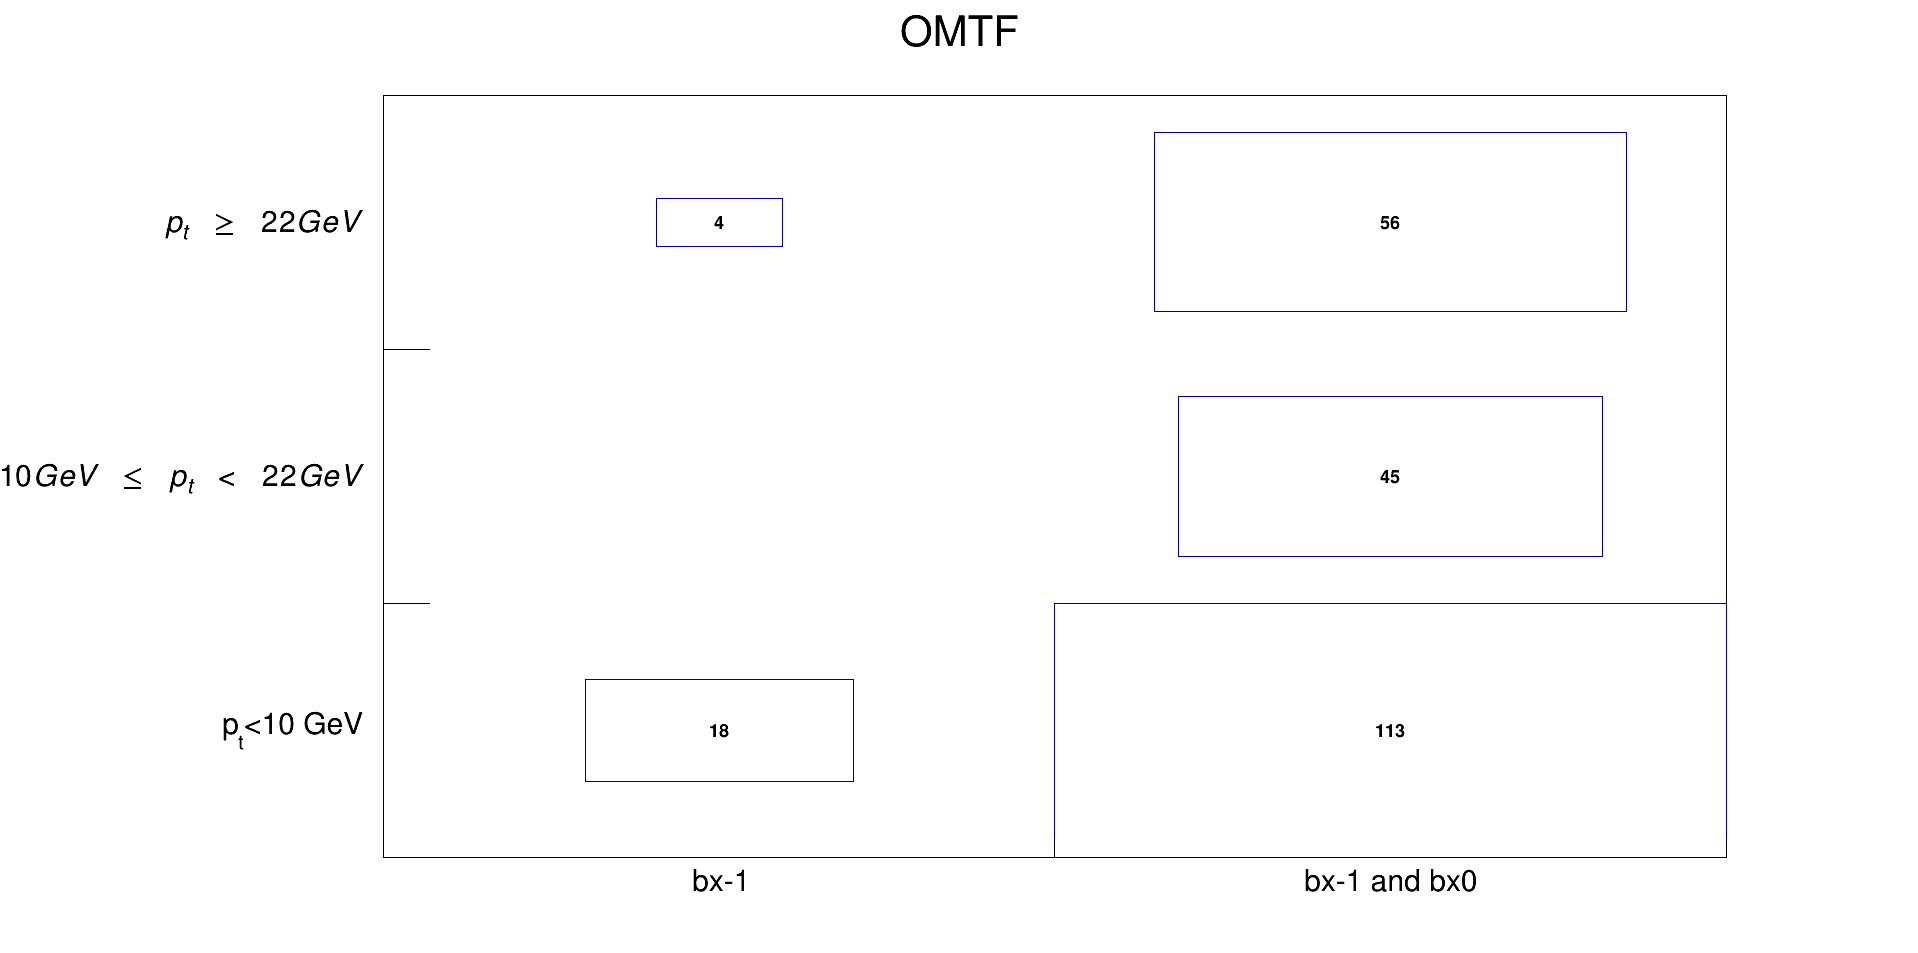 OMTF
p_t ≥ 22GeV
4
56
10GeV ≤ p_t < 22GeV
45
p_t<10 GeV
18
113
bx-1
bx-1 and bx0